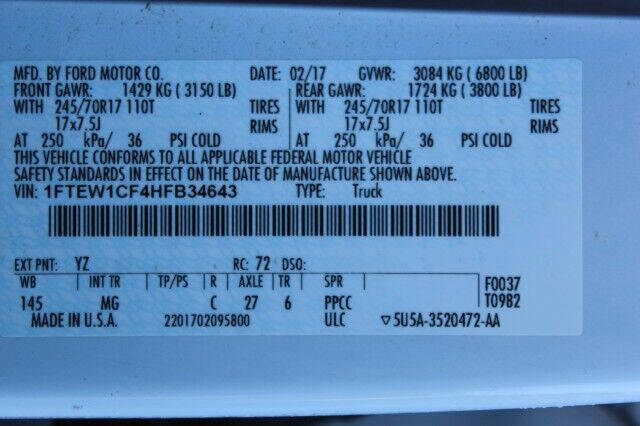 MFD. BY FORD MOTOR CO. DATE: 02/17 GVWR: 3084 KG ( 6800 LB)
FRONT GAWR: 1429 KG ( 3150 LB) REAR GAWR: 1724 KG ( 3800 LB)
WITH 245/70R17 110T TIRES WITH 245/70R17 110T TIRES
17x7.5J RIMS 17x7.5J RIMS
AT 250 kPa/ 36 PSI COLD AT 250 kPa/ 36 PSI COLD
THIS VEHICLE CONFORMS TO ALL APPLICABLE FEDERAL MOTOR VEHICLE
SAFETY STANDARDS IN EFFECT ON THE DATE OF MANUFACTURE SHOWN ABOVE.
VIN: 1FTEW1CF4HFB34643 TYPE: Truck
EXT PNT: YZ RC: 72 DSO:
WB INT TR TP/PS R AXLE TR SPR F0037
145 MG C 27 6 PPCC T0982
MADE IN U.S.A. 2201702095800 ULC ▽5U5A-3520472-AA